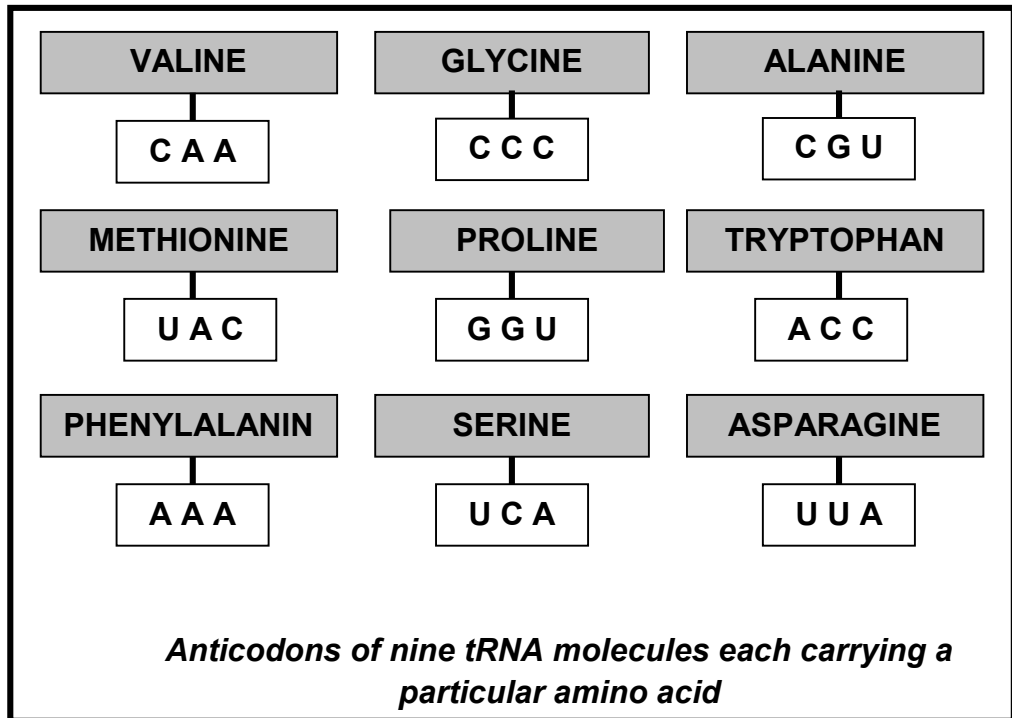 VALINE GLYCINE ALANINE
C A A C C C C G U
METHIONINE PROLINE TRYPTOPHAN
U A C G G U A C C
PHENYLALANIN SERINE ASPARAGINE
A A A U C A U U A
Anticodons of nine tRNA molecules each carrying a
particular amino acid